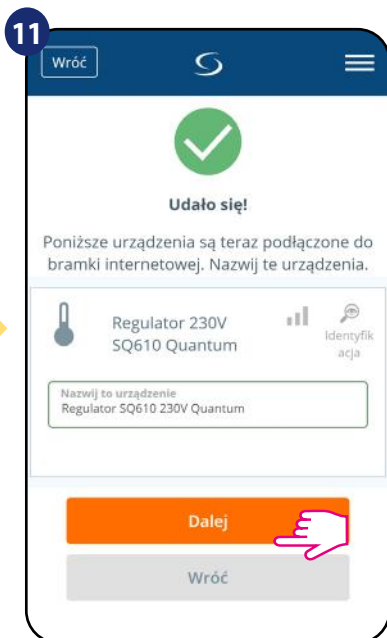 11
Wróć
Udało się!
Poniższe urządzenia są teraz podłączone do
bramki internetowej. Nazwij te urządzenia.
Regulator 230V
SQ610 Quantum
Identyfik
acja
Nazwij to urządzenie
Regulator SQ610 230V Quantum
Dalej
Wróć